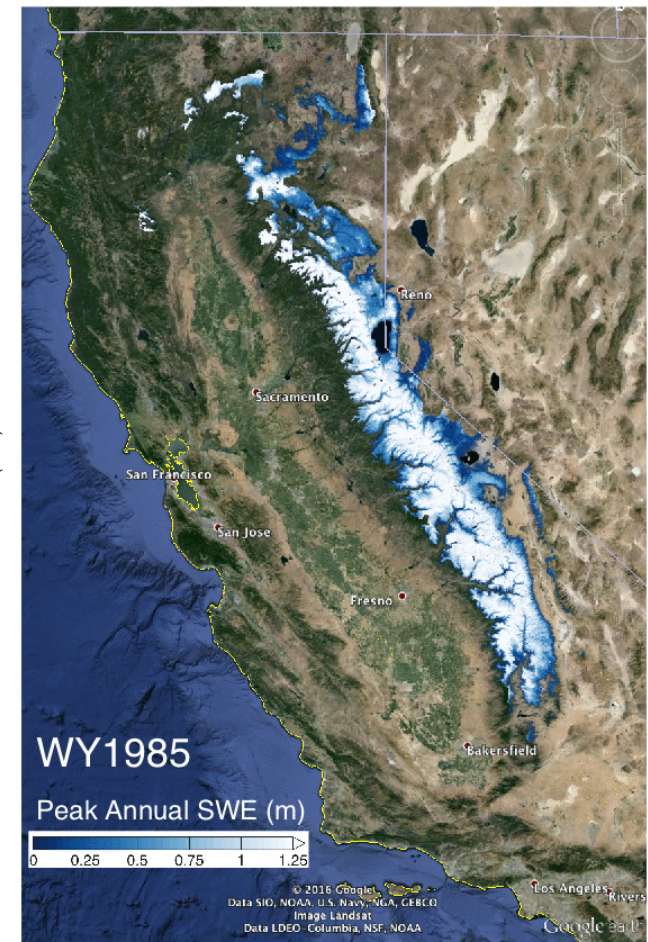 Reno
Sacramento
San Francisco
San Jose
Fresno
WY1985
Bakersfield
Peak Annual SWE (m)
0 0.25 0.5 0.75 1 1.25
© 2016 Google
Data SIO, NOAA, U.S. Navy, NGA, GEBCO
Image Landsat
Data LDEO-Columbia, NSF, NOAA
Los Angeles
Rivers
Google earth